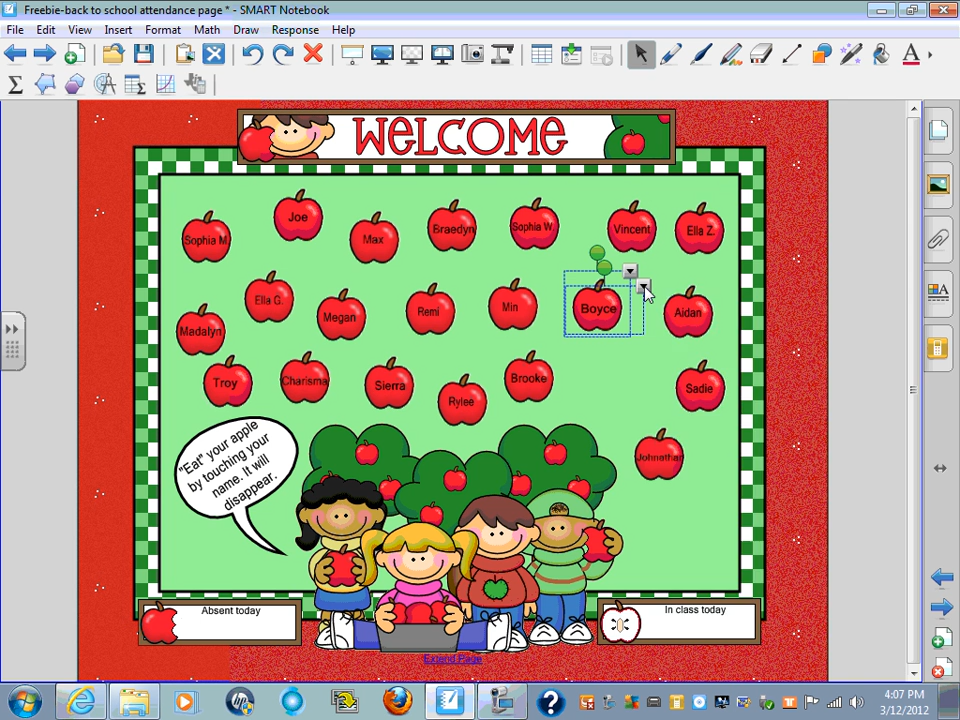 Freebie-back to school attendance page * - SMART Notebook
File Edit View Insert Format Math Draw Response Help
WELCOME
Sophia M
Joe
Max
Braedyn
Sophia W.
Vincent
Ella Z.
Madalyn
Ella G.
Megan
Remi
Min
Boyce
Aidan
Troy
Charisma
Sierra
Rylee
Brooke
Sadie
Johnathan
"Eat" your apple
by touching your
name. It will
disappear.
Absent today
In class today
Extend Page
4:07 PM
3/12/2012